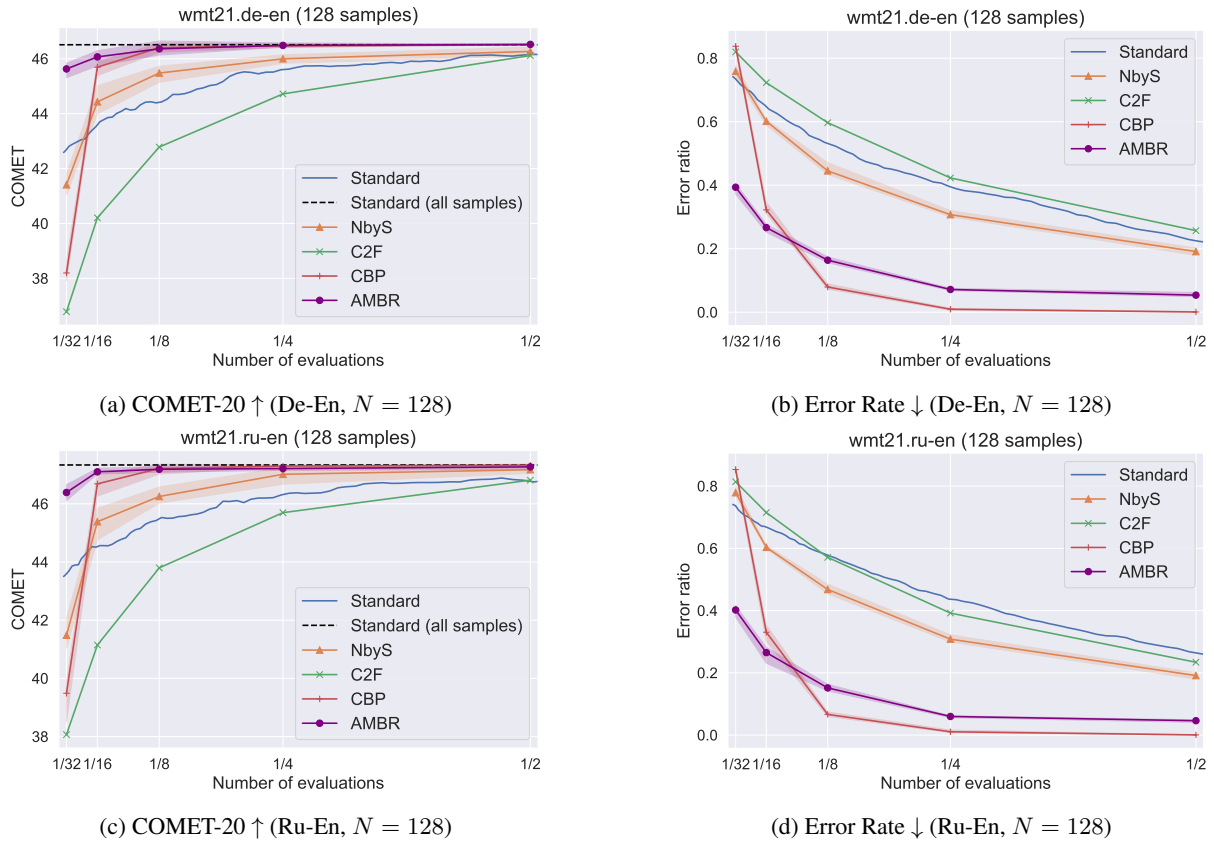 wmt21.de-en (128 samples)
46
44
42
40
38
COMET
Standard
Standard (all samples)
NbyS
C2F
CBP
AMBR
1/32 1/16 1/8 1/4 1/2
Number of evaluations
(a) COMET-20 ↑ (De-En, N = 128)
wmt21.de-en (128 samples)
0.8
0.6
0.4
0.2
0.0
Error ratio
Standard
NbyS
C2F
CBP
AMBR
1/32 1/16 1/8 1/4 1/2
Number of evaluations
(b) Error Rate ↓ (De-En, N = 128)
wmt21.ru-en (128 samples)
46
44
42
40
38
COMET
Standard
Standard (all samples)
NbyS
C2F
CBP
AMBR
1/32 1/16 1/8 1/4 1/2
Number of evaluations
(c) COMET-20 ↑ (Ru-En, N = 128)
wmt21.ru-en (128 samples)
0.8
0.6
0.4
0.2
0.0
Error ratio
Standard
NbyS
C2F
CBP
AMBR
1/32 1/16 1/8 1/4 1/2
Number of evaluations
(d) Error Rate ↓ (Ru-En, N = 128)